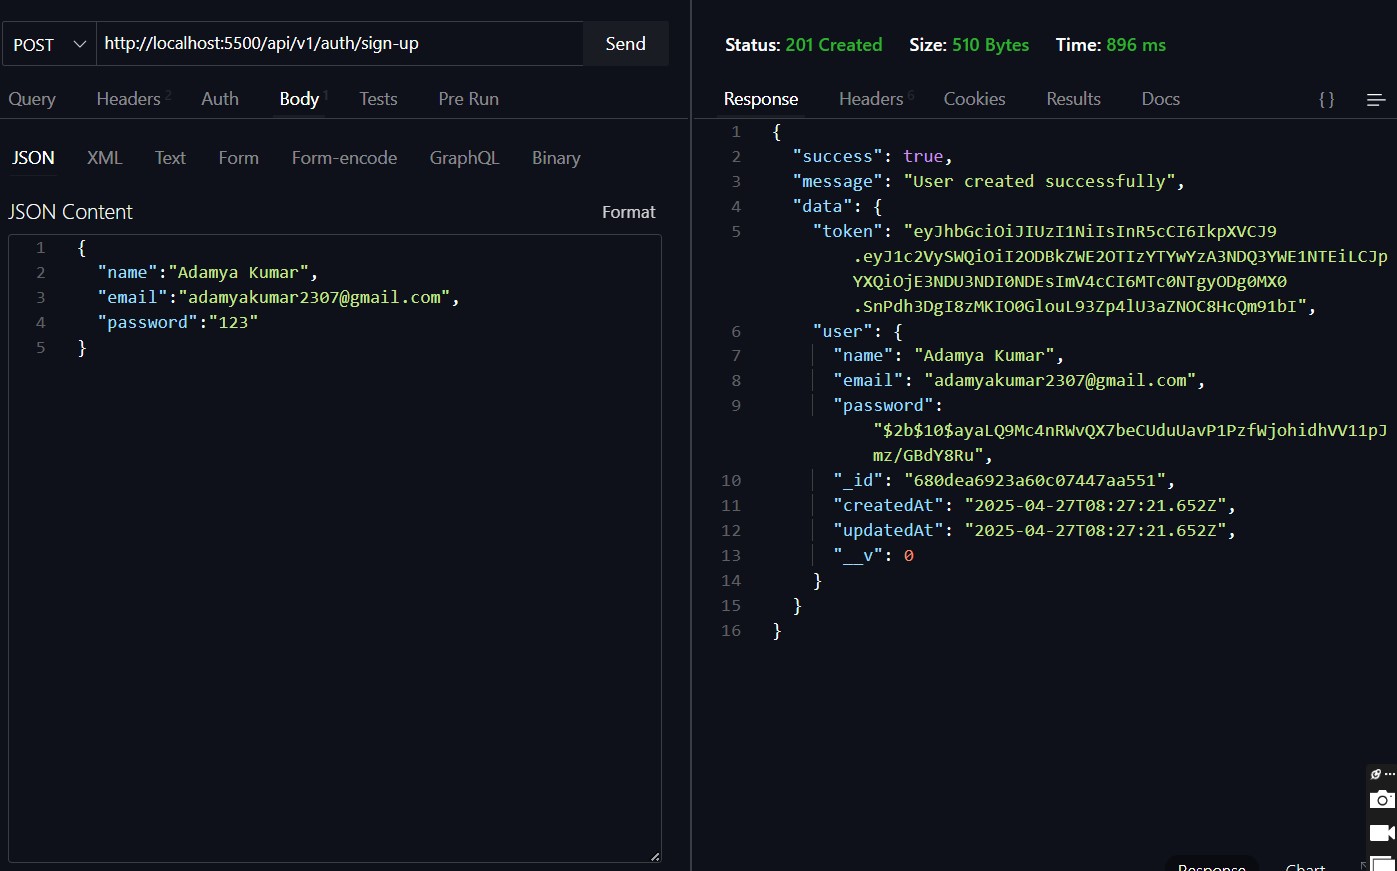 POST
http://localhost:5500/api/v1/auth/sign-up
Send
Query
Headers 2
Auth
Body 1
Tests
Pre Run
JSON
XML
Text
Form
Form-encode
GraphQL
Binary
JSON Content
Format
1 {
2 "name":"Adamya Kumar",
3 "email":"adamyakumar2307@gmail.com",
4 "password":"123"
5 }
Status: 201 Created
Size: 510 Bytes
Time: 896 ms
Response
Headers 6
Cookies
Results
Docs
{}
1 {
2 "success": true,
3 "message": "User created successfully",
4 "data": {
5 "token": "eyJhbGciOiJIUzI1NiIsInR5cCI6IkpXVCJ9
.eyJ1c2VySWQiOiI2ODBkZWE2OTIzYTYwYzA3NDQ3YWE1NTEiLCJp
YXQiOjE3NDU3NDI0NDEsImV4cCI6MTc0NTgyODg0MX0
.SnPdh3DgI8zMKIO0GlouL93Zp4lU3aZNOC8HcQm91bI",
6 "user": {
7 "name": "Adamya Kumar",
8 "email": "adamyakumar2307@gmail.com",
9 "password":
"$2b$10$ayaLQ9Mc4nRWvQX7beCUduUavP1PzfWjohidhVV11pJ
mz/GBdY8Ru",
10 "_id": "680dea6923a60c07447aa551",
11 "createdAt": "2025-04-27T08:27:21.652Z",
12 "updatedAt": "2025-04-27T08:27:21.652Z",
13 "__v": 0
14 }
15 }
16 }
Response
Chart